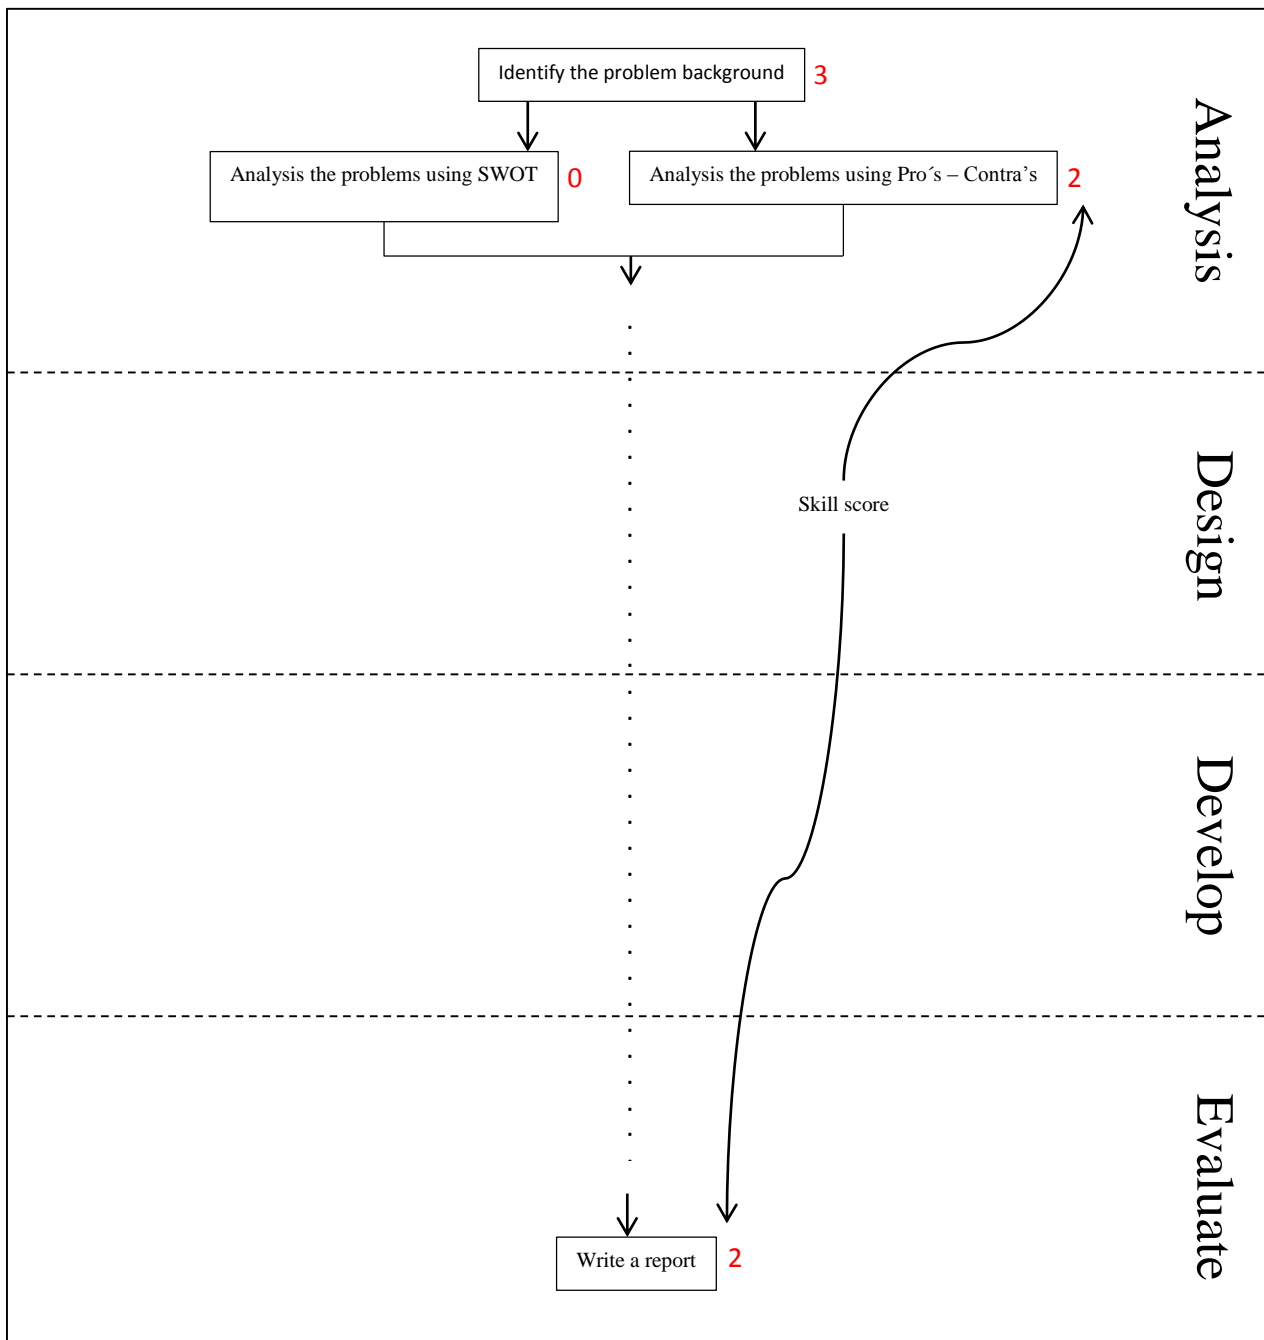 Identify the problem background
3
Analysis the problems using SWOT
0
Analysis the problems using Pro´s – Contra’s
2
Analysis
Skill score
Design
Develop
Write a report
2
Evaluate